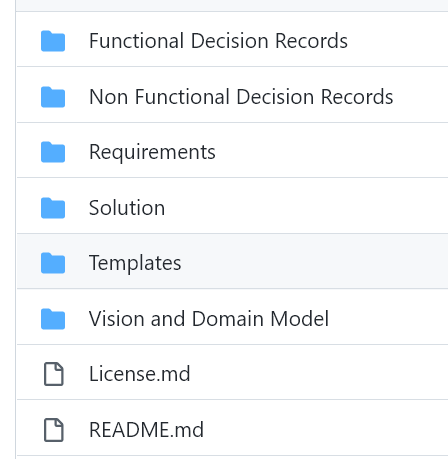 Functional Decision Records
Non Functional Decision Records
Requirements
Solution
Templates
Vision and Domain Model
License.md
README.md